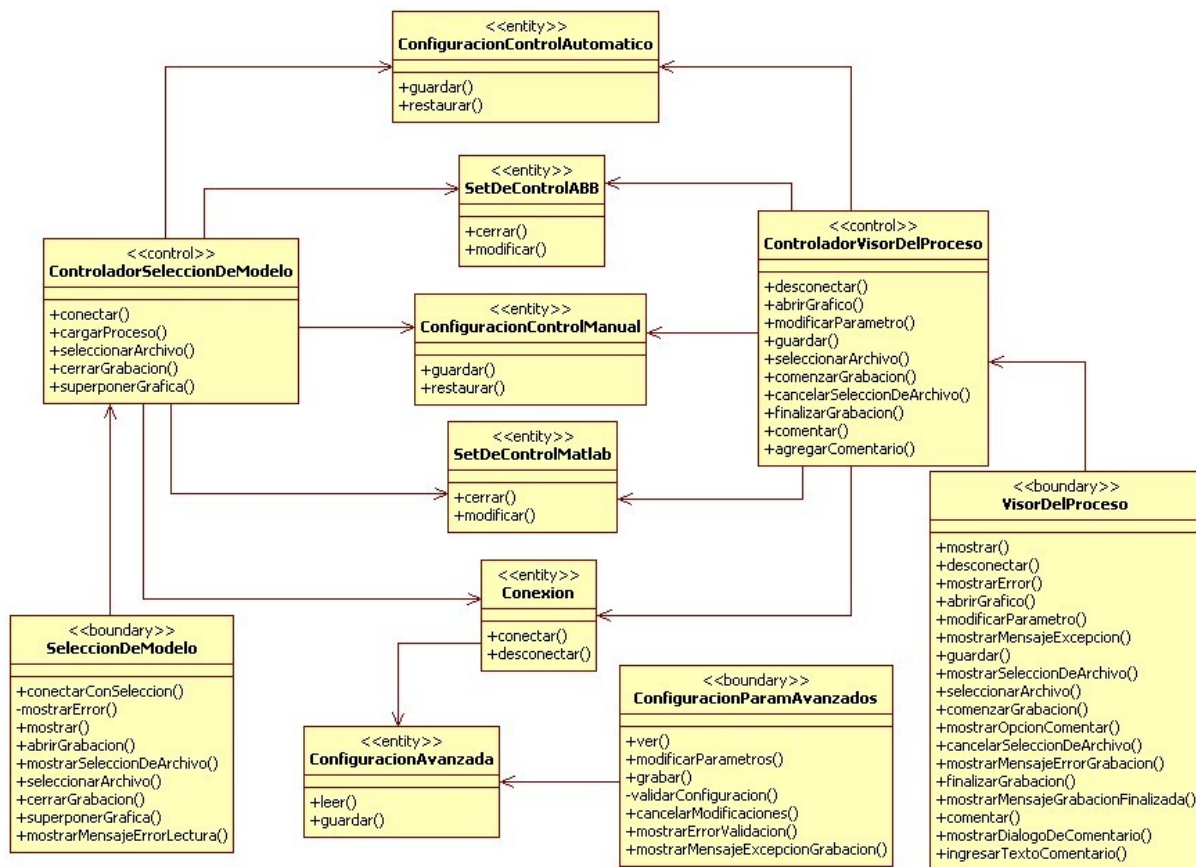 <<entity>>
ConfiguracionControlAutomatico
+guardar()
+restaurar()
<<entity>>
SetDeControlABB
+cerrar()
+modificar()
<<control>>
ControladorSeleccionDeModelo
+conectar()
+cargarProceso()
+seleccionarArchivo()
+cerrarGrabacion()
+superponerGrafica()
<<entity>>
ConfiguracionControlManual
+guardar()
+restaurar()
<<control>>
ControladorVisorDelProceso
+desconectar()
+abrirGrafico()
+modificarParametro()
+guardar()
+seleccionarArchivo()
+comenzarGrabacion()
+cancelarSeleccionDeArchivo()
+finalizarGrabacion()
+comentar()
+agregarComentario()
<<entity>>
SetDeControlMatlab
+cerrar()
+modificar()
<<entity>>
Conexion
+conectar()
+desconectar()
<<boundary>>
SeleccionDeModelo
+conectarConSeleccion()
-mostrarError()
+mostrar()
+abrirGrabacion()
+mostrarSeleccionDeArchivo()
+seleccionarArchivo()
+cerrarGrabacion()
+superponerGrafica()
+mostrarMensajeErrorLectura()
<<entity>>
ConfiguracionAvanzada
+leer()
+guardar()
<<boundary>>
ConfiguracionParamAvanzados
+ver()
+modificarParametros()
+grabar()
-validarConfiguracion()
+cancelarModificaciones()
+mostrarErrorValidacion()
+mostrarMensajeExcepcionGrabacion()
<<boundary>>
VisorDelProceso
+mostrar()
+desconectar()
+mostrarError()
+abrirGrafico()
+modificarParametro()
+mostrarMensajeExcepcion()
+guardar()
+mostrarSeleccionDeArchivo()
+seleccionarArchivo()
+comenzarGrabacion()
+mostrarOpcionComentar()
+cancelarSeleccionDeArchivo()
+mostrarMensajeErrorGrabacion()
+finalizarGrabacion()
+mostrarMensajeGrabacionFinalizada()
+comentar()
+mostrarDialogoDeComentario()
+ingresarTextoComentario()